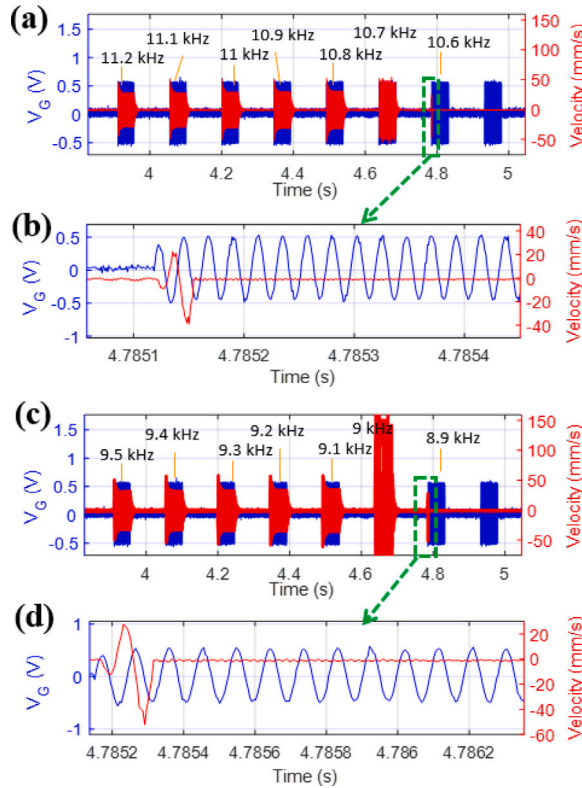 (a)
1.5
1
0.5
0
-0.5
V_G (V)
11.2 kHz
11.1 kHz
11 kHz
10.9 kHz
10.8 kHz
10.7 kHz
10.6 kHz
150
100
50
0
-50
Velocity (mm/s)
4 4.2 4.4 4.6 4.8 5
Time (s)
(b)
0.5
0
-0.5
-1
V_G (V)
40
20
0
-20
-40
Velocity (mm/s)
4.7851 4.7852 4.7853 4.7854
Time (s)
(c)
1.5
1
0.5
0
-0.5
V_G (V)
9.5 kHz
9.4 kHz
9.3 kHz
9.2 kHz
9.1 kHz
9 kHz
8.9 kHz
150
100
50
0
-50
Velocity (mm/s)
4 4.2 4.4 4.6 4.8 5
Time (s)
(d)
1
0
-1
V_G (V)
20
0
-20
-40
-60
Velocity (mm/s)
4.7852 4.7854 4.7856 4.7858 4.786 4.7862
Time (s)